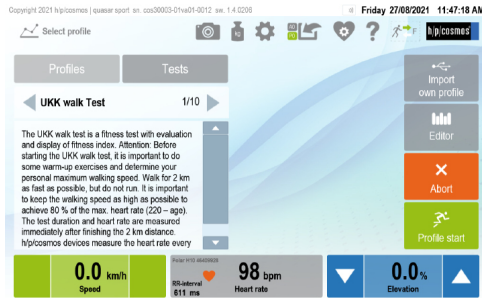 Copyright 2021 h/p/cosmos | quasar sport sn. cos30003-01va01-0012 sw. 1.4.0206
Friday 27/08/2021 11:47:18 AM
Select profile
kg
F
h/p/cosmos
Profiles
Tests
Import
own profile
UKK walk Test
1/10
Editor
The UKK walk test is a fitness test with evaluation
and display of fitness index. Attention: Before
starting the UKK walk test, it is important to do
some warm-up exercises and determine your
personal maximum walking speed. Walk for 2 km
as fast as possible, but do not run. It is important
to keep the walking speed as high as possible to
achieve 80 % of the max. heart rate (220 – age).
The test duration and heart rate are measured
immediately after finishing the 2 km distance.
h/p/cosmos devices measure the heart rate every
Abort
Profile start
0.0 km/h
Speed
RR-interval
611 ms
98 bpm
Heart rate
0.0 %
Elevation